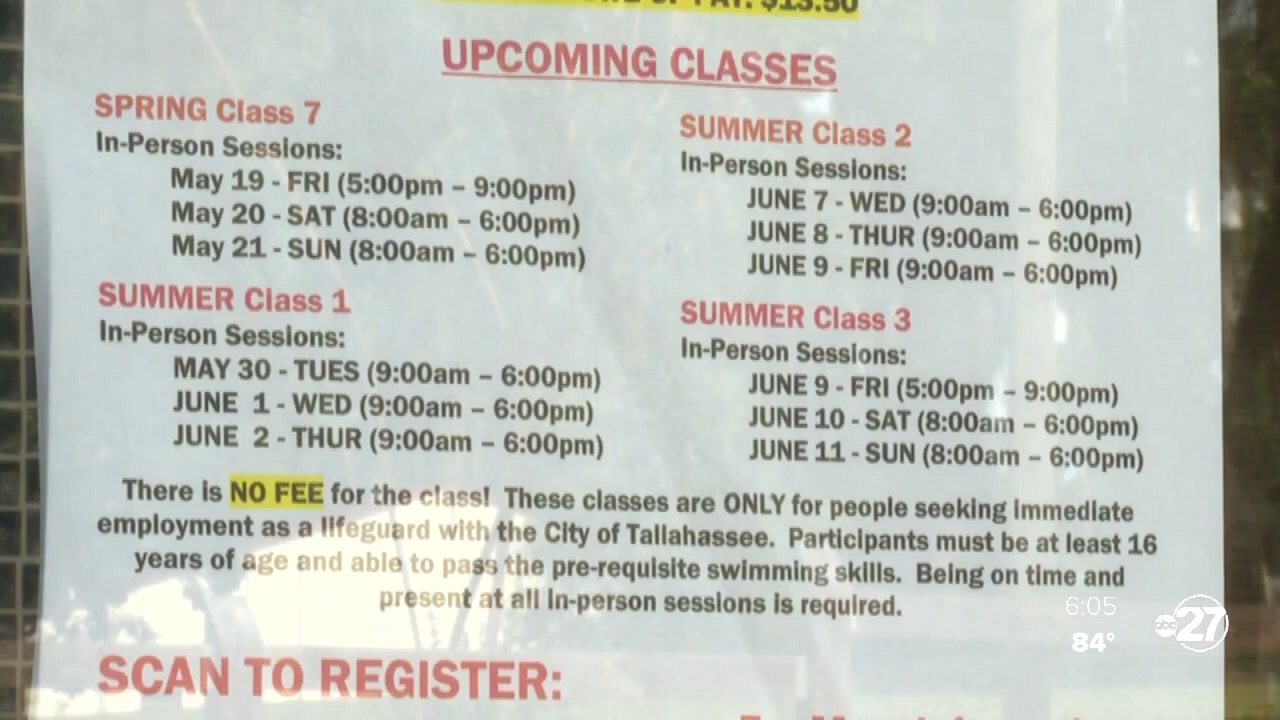 PAY: $13.50
UPCOMING CLASSES
SPRING Class 7
In-Person Sessions:
May 19 - FRI (5:00pm – 9:00pm)
May 20 - SAT (8:00am – 6:00pm)
May 21 - SUN (8:00am – 6:00pm)
SUMMER Class 1
In-Person Sessions:
MAY 30 - TUES (9:00am – 6:00pm)
JUNE 1 - WED (9:00am – 6:00pm)
JUNE 2 - THUR (9:00am – 6:00pm)
SUMMER Class 2
In-Person Sessions:
JUNE 7 - WED (9:00am – 6:00pm)
JUNE 8 - THUR (9:00am – 6:00pm)
JUNE 9 - FRI (9:00am – 6:00pm)
SUMMER Class 3
In-Person Sessions:
JUNE 9 - FRI (5:00pm – 9:00pm)
JUNE 10 - SAT (8:00am – 6:00pm)
JUNE 11 - SUN (8:00am – 6:00pm)
There is NO FEE for the class! These classes are ONLY for people seeking immediate
employment as a lifeguard with the City of Tallahassee. Participants must be at least 16
years of age and able to pass the pre-requisite swimming skills. Being on time and
present at all In-person sessions is required.
6:05
84°
abc 27
SCAN TO REGISTER: